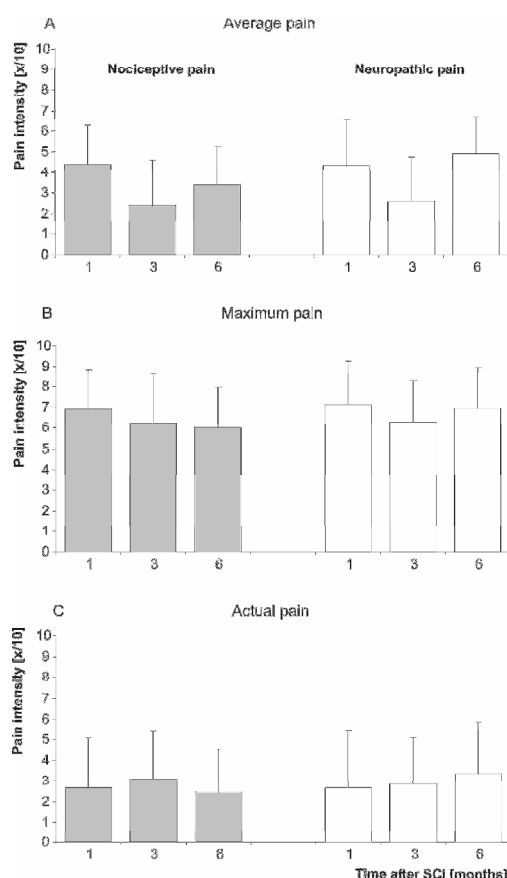 A
Average pain
Pain intensity [x/10]
Nociceptive pain
Neuropathic pain
10
9
8
7
6
5
4
3
2
1
0
1 3 6 1 3 6
B
Maximum pain
Pain intensity [x/10]
10
9
8
7
6
5
4
3
2
1
0
1 3 6 1 3 6
C
Actual pain
Pain intensity [x/10]
10
9
8
7
6
5
4
3
2
1
0
1 3 6 1 3 6
Time after SCI [months]